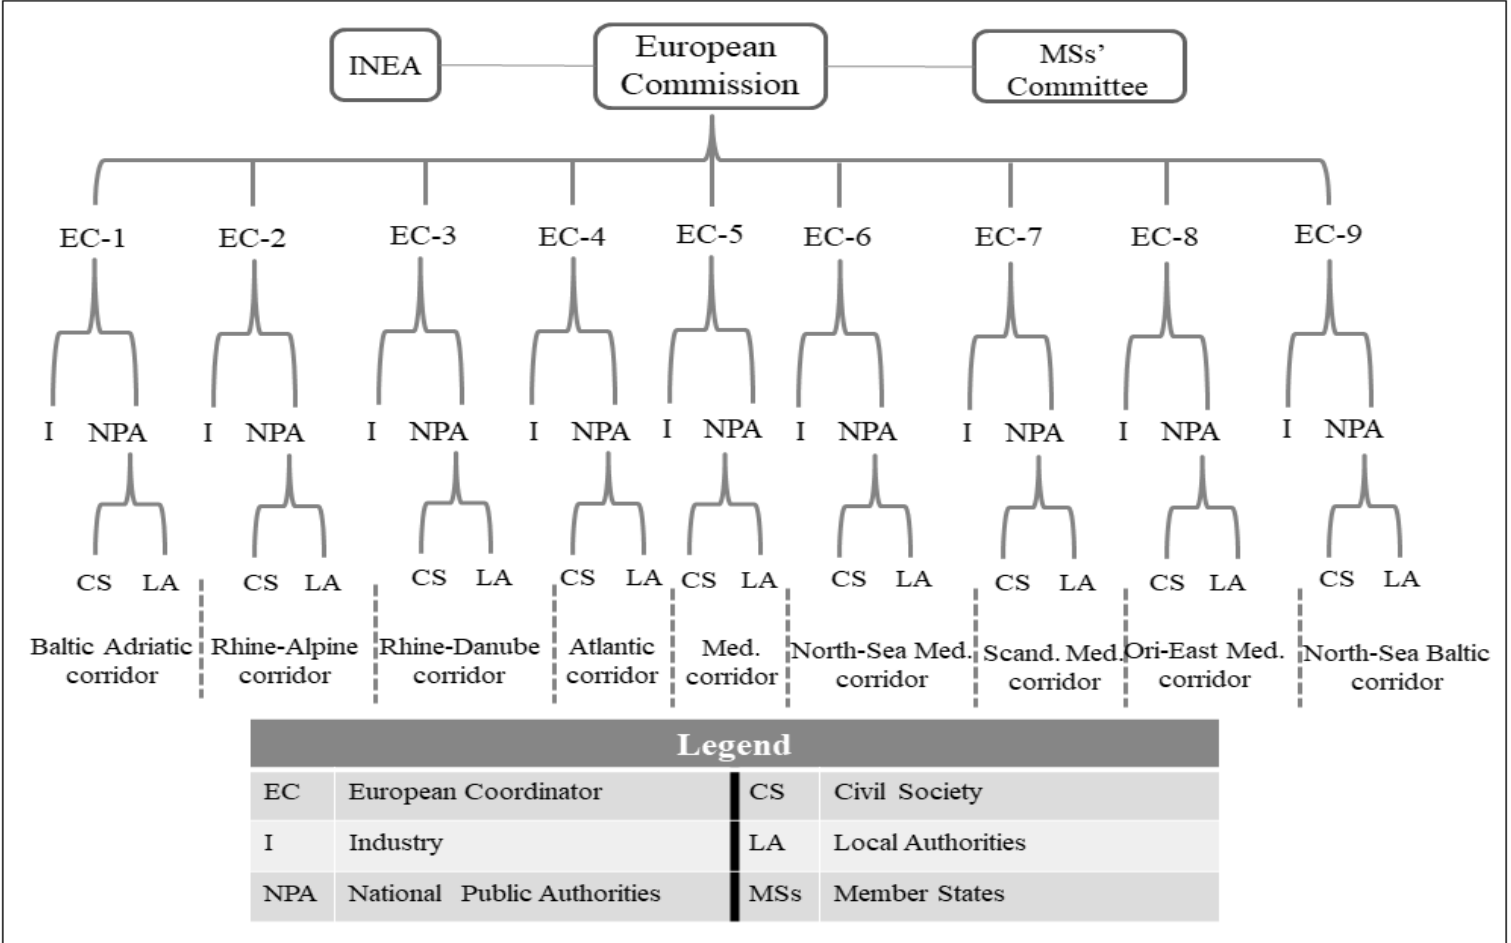 INEA
European
Commission
MSs’
Committee
EC-1 EC-2 EC-3 EC-4 EC-5 EC-6 EC-7 EC-8 EC-9
I NPA I NPA I NPA I NPA I NPA I NPA I NPA I NPA I NPA
CS LA CS LA CS LA CS LA CS LA CS LA CS LA CS LA CS LA
Baltic Adriatic
corridor
Rhine-Alpine
corridor
Rhine-Danube
corridor
Atlantic
corridor
Med.
corridor
North-Sea Med.
corridor
Scand. Med.
corridor
Ori-East Med.
corridor
North-Sea Baltic
corridor
Legend
EC European Coordinator CS Civil Society
I Industry LA Local Authorities
NPA National Public Authorities MSs Member States